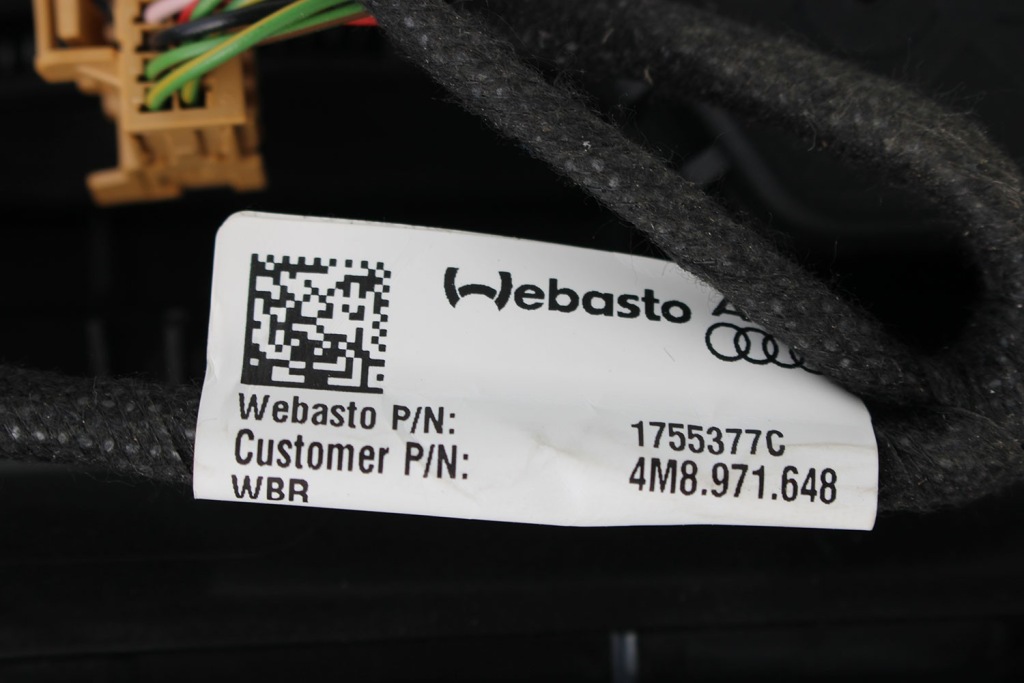 Webasto
Webasto P/N: 1755377C
Customer P/N: 4M8.971.648
WBR